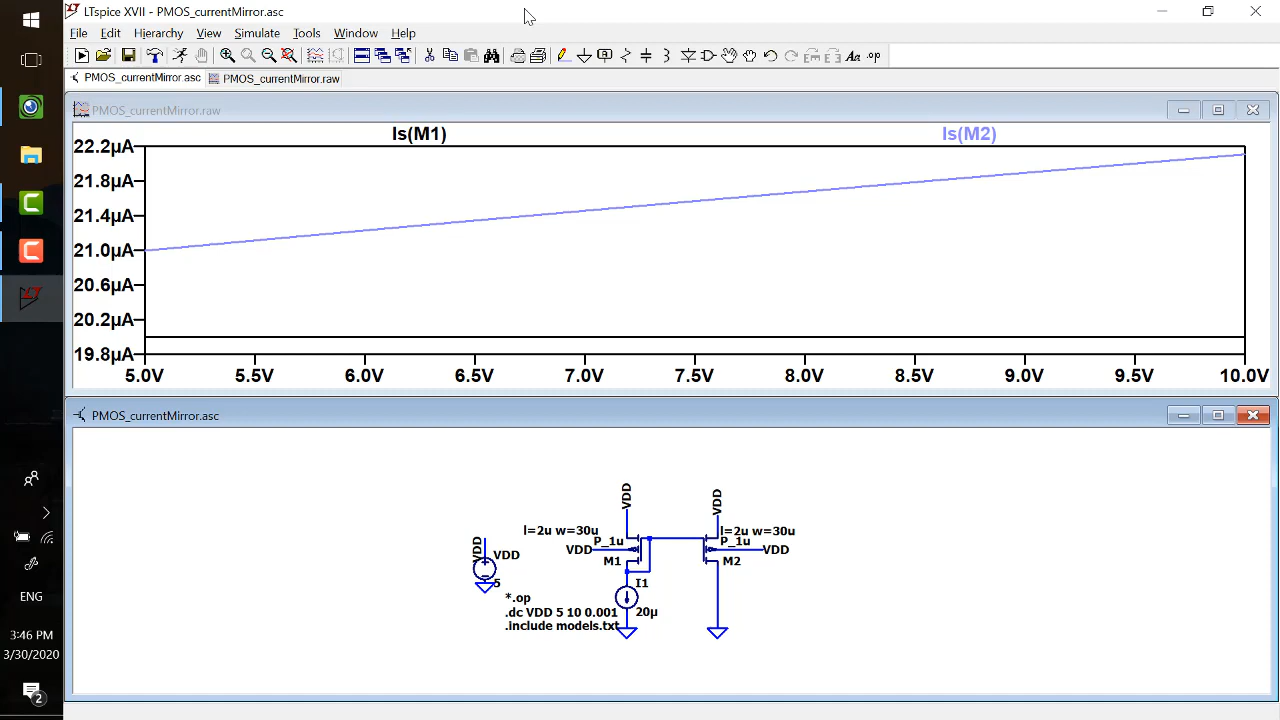 LTspice XVII - PMOS_currentMirror.asc
File Edit Hierarchy View Simulate Tools Window Help
Aa .op
PMOS_currentMirror.asc PMOS_currentMirror.raw
PMOS_currentMirror.raw
Is(M1) Is(M2)
22.2µA
21.8µA
21.4µA
21.0µA
20.6µA
20.2µA
19.8µA
5.0V 5.5V 6.0V 6.5V 7.0V 7.5V 8.0V 8.5V 9.0V 9.5V 10.0V
PMOS_currentMirror.asc
VDD VDD
l=2u w=30u l=2u w=30u
P_1u P_1u
VDD VDD VDD
VDD M1 M2
5 I1
*.op
.dc VDD 5 10 0.001 20µ
.include models.txt
ENG
3:46 PM
3/30/2020
2